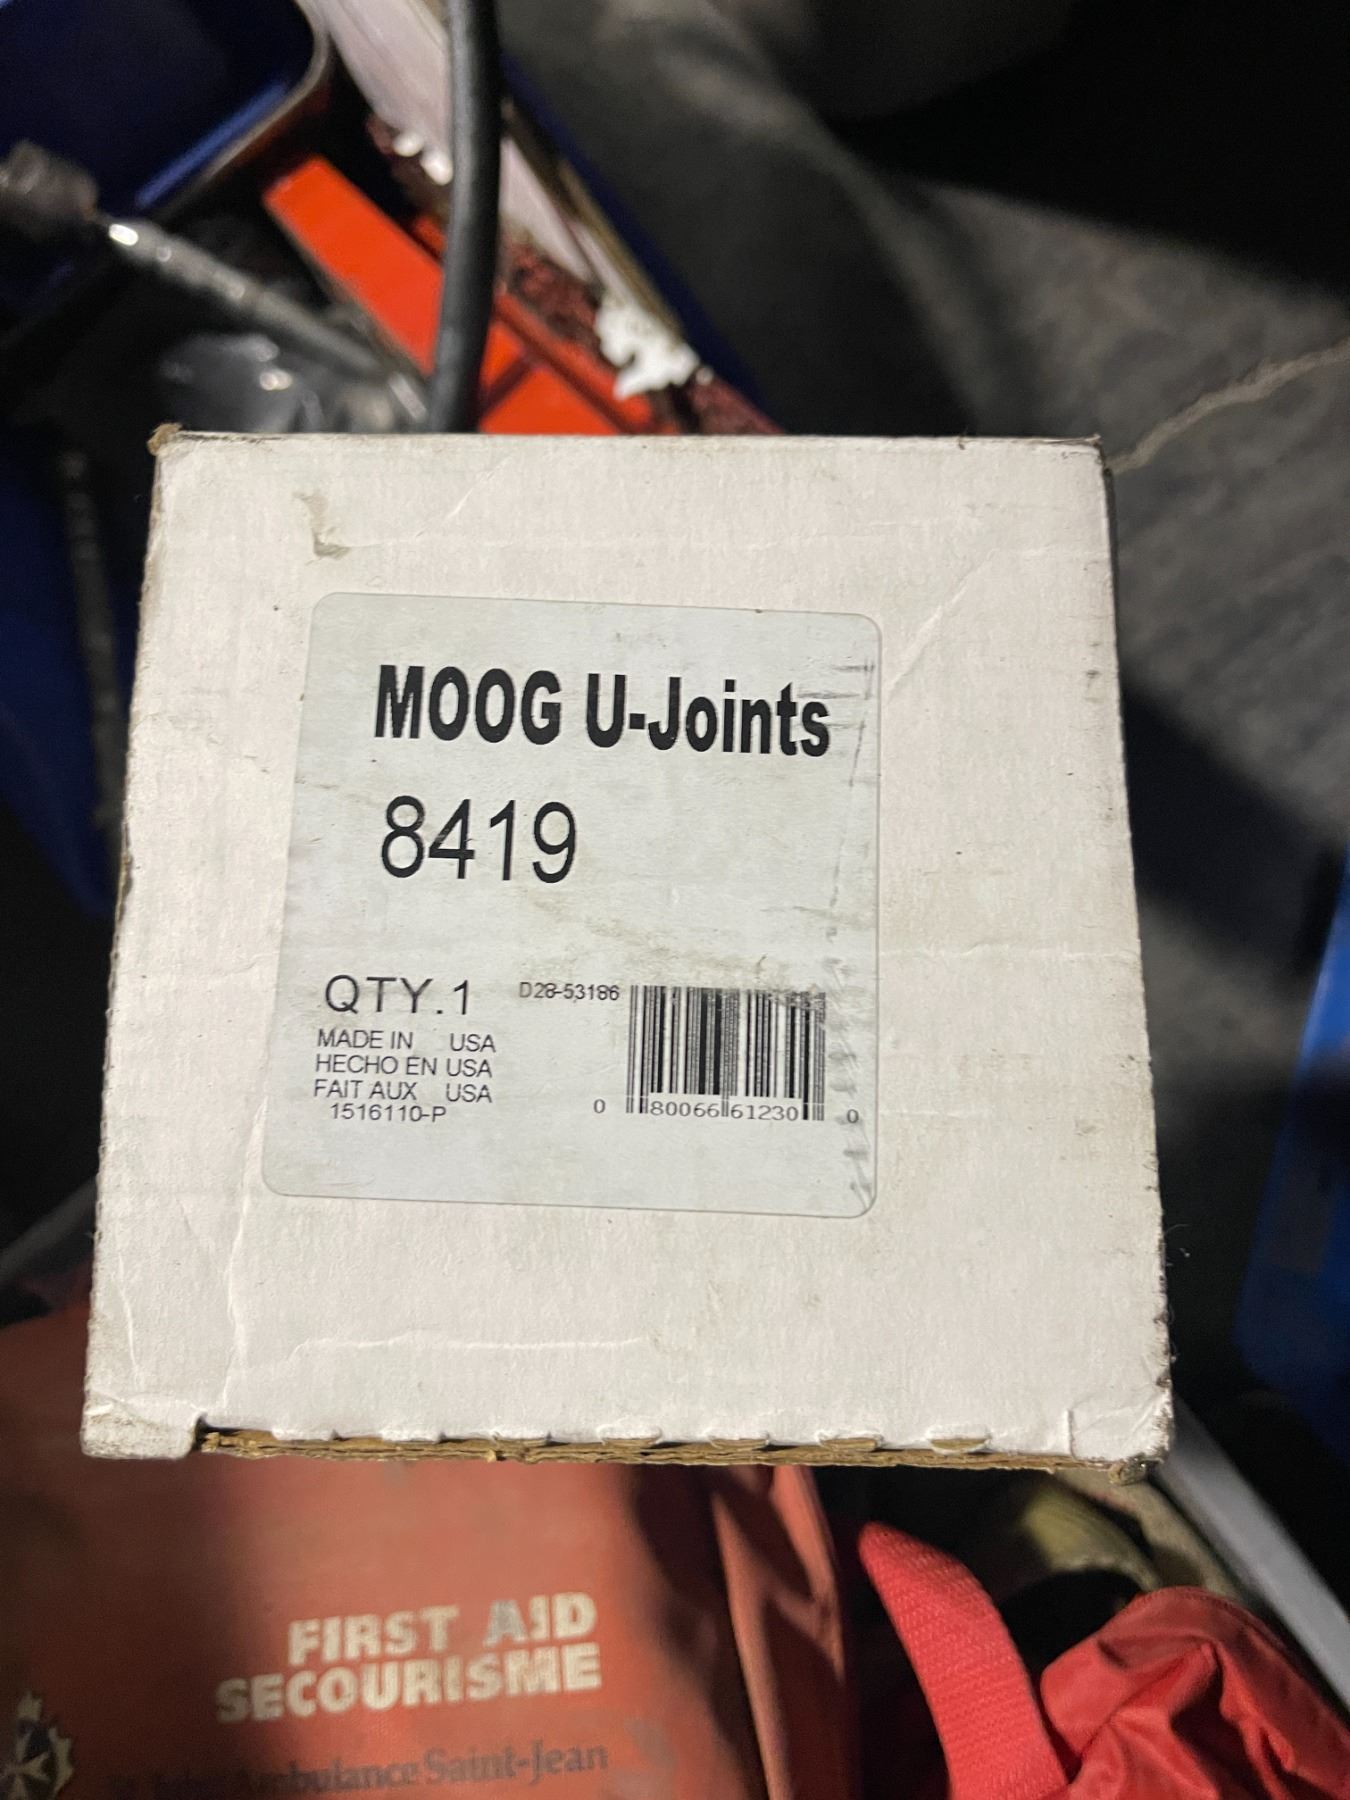 MOOG U-Joints
8419
QTY.1
D28-53186
MADE IN USA
HECHO EN USA
FAIT AUX USA
1516110-P
0 80066 61230 0
FIRST AID
SECOURISME
Ambulance Saint-Jean